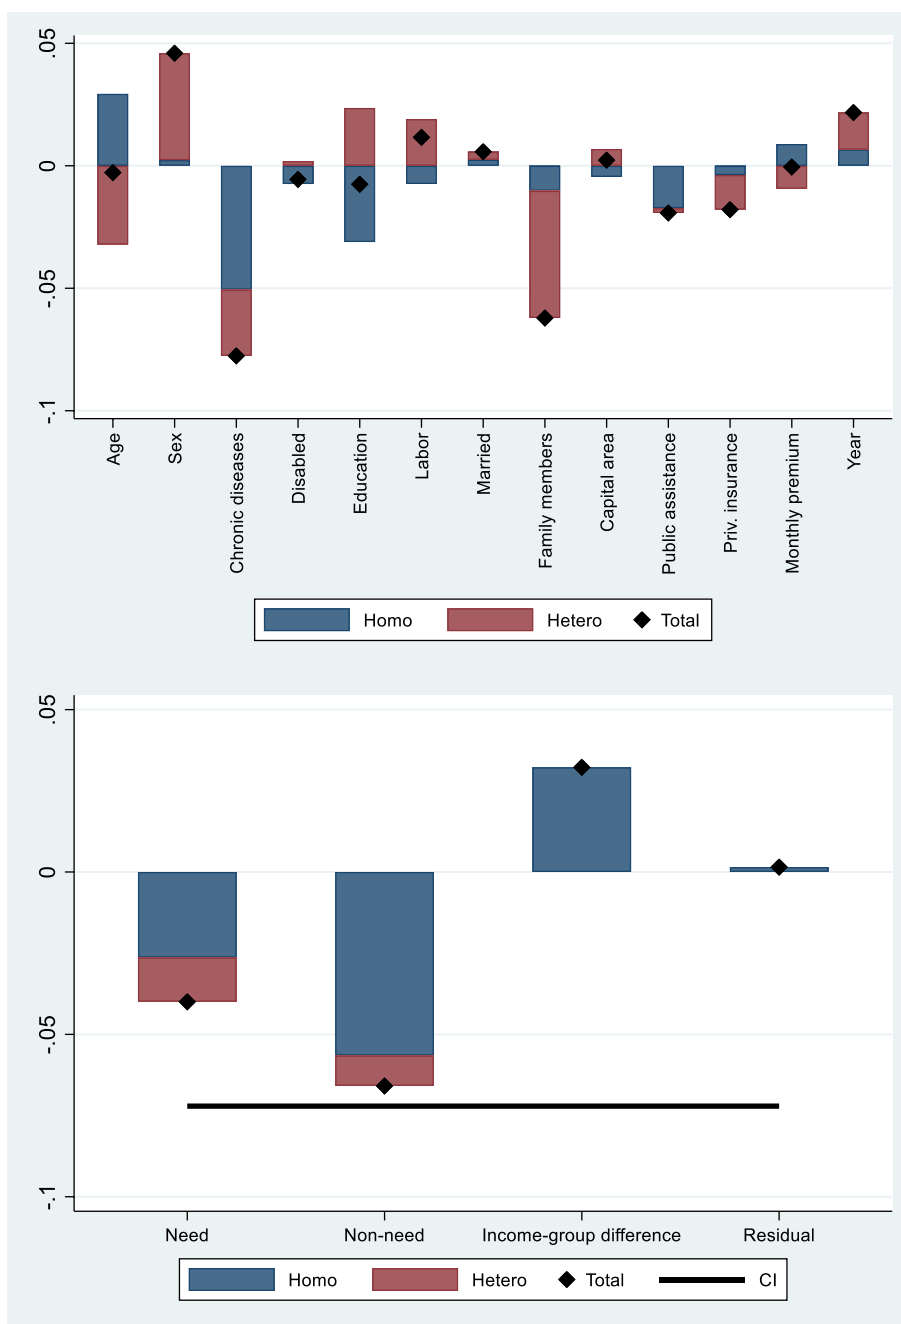 .05
0
-.05
-.1
Age
Sex
Chronic diseases
Disabled
Education
Labor
Married
Family members
Capital area
Public assistance
Priv. insurance
Monthly premium
Year
Homo Hetero Total
.05
0
-.05
-.1
Need Non-need Income-group difference Residual
Homo Hetero Total CI